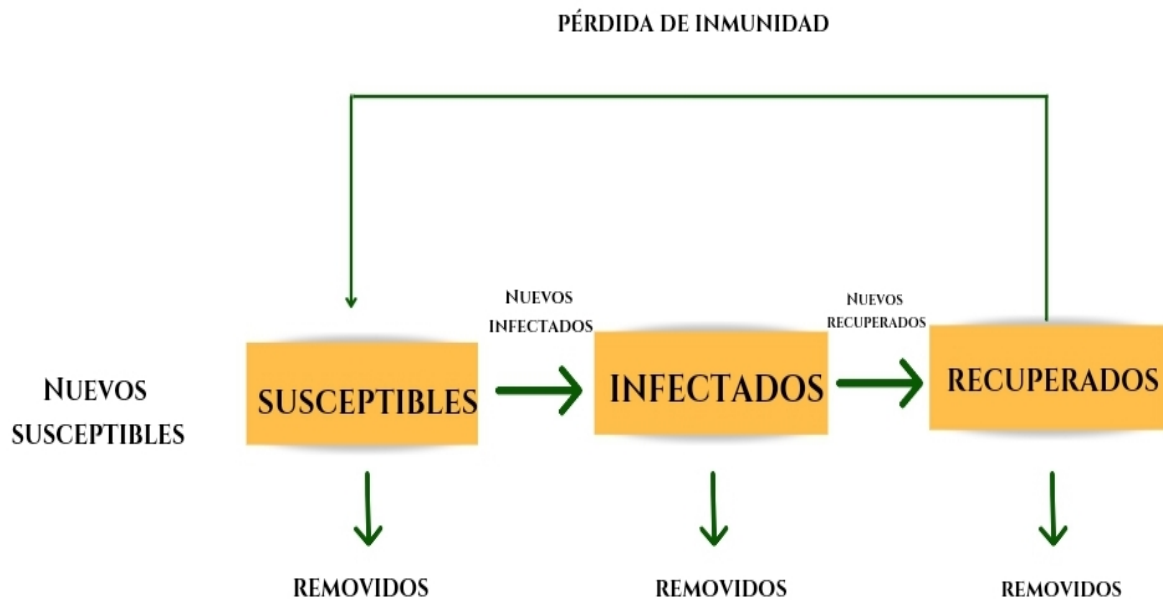 PÉRDIDA DE INMUNIDAD
NUEVOS
SUSCEPTIBLES
SUSCEPTIBLES
NUEVOS
INFECTADOS
INFECTADOS
NUEVOS
RECUPERADOS
RECUPERADOS
REMOVIDOS
REMOVIDOS
REMOVIDOS